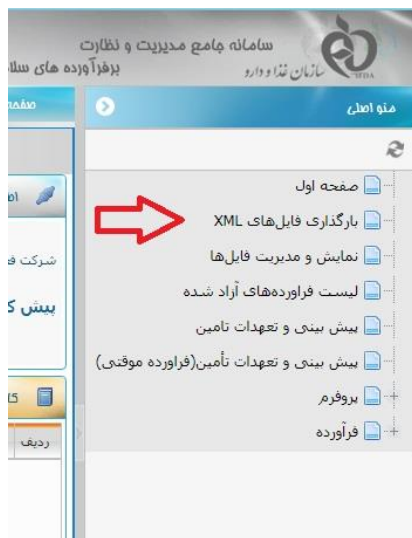 سامانه جامع مدیریت و نظارت
برفرآورده های سلا
سازمان غذا و دارو
IFDA
منو اصلی
صفحه
صفحه اول
بارگذاری فایل‌های XML
نمایش و مدیریت فایل‌ها
لیست فراورده‌های آزاد شده
پیش بینی و تعهدات تامین
پیش بینی و تعهدات تأمین(فراورده موقتی)
پروفرم
فرآورده
شرکت
پیش
ردیف